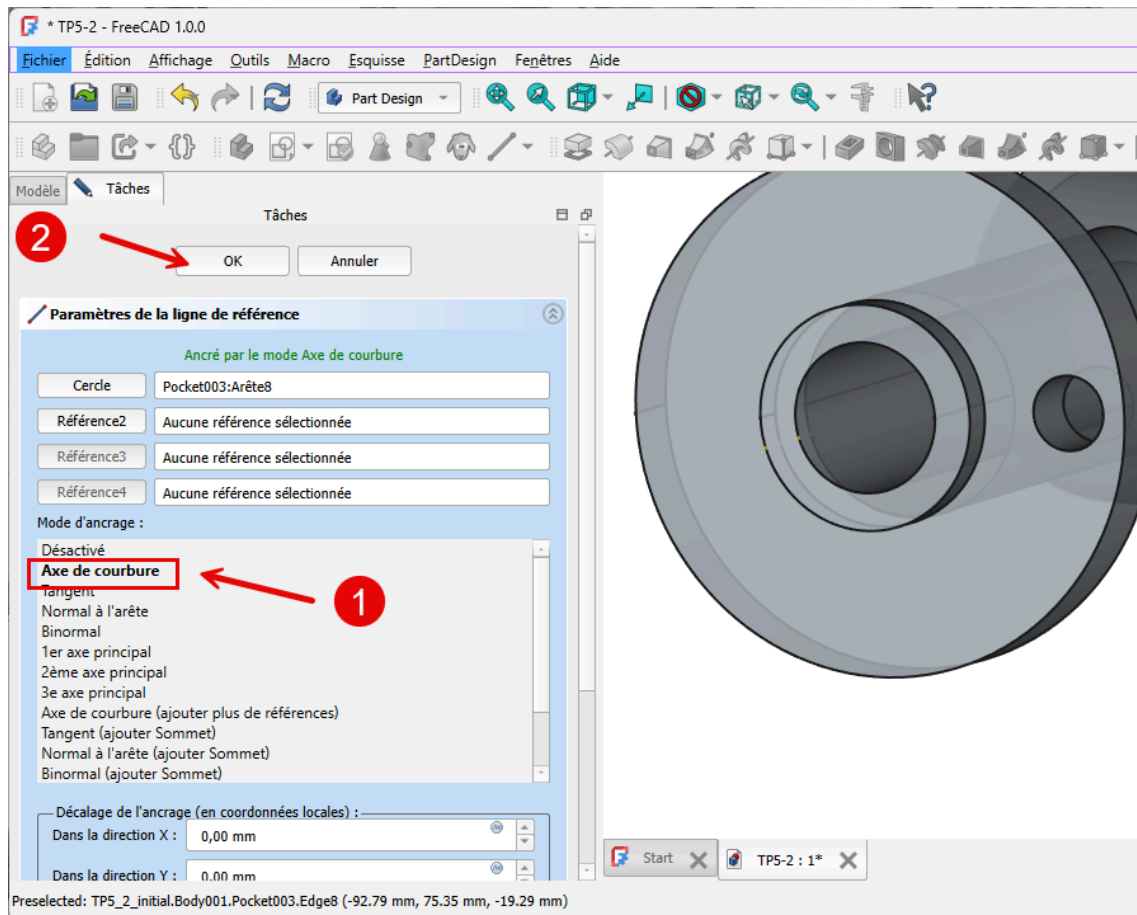 * TP5-2 - FreeCAD 1.0.0
Fichier Édition Affichage Outils Macro Esquisse PartDesign Fenêtres Aide
Part Design
Modèle Tâches
Tâches
2
OK Annuler
Paramètres de la ligne de référence
Ancré par le mode Axe de courbure
Cercle Pocket003:Arête8
Référence2 Aucune référence sélectionnée
Référence3 Aucune référence sélectionnée
Référence4 Aucune référence sélectionnée
Mode d'ancrage :
Désactivé
Axe de courbure
Tangent
1
Normal à l'arête
Binormal
1er axe principal
2ème axe principal
3e axe principal
Axe de courbure (ajouter plus de références)
Tangent (ajouter Sommet)
Normal à l'arête (ajouter Sommet)
Binormal (ajouter Sommet)
Décalage de l'ancrage (en coordonnées locales) :
Dans la direction X : 0,00 mm
Dans la direction Y : 0,00 mm
Start TP5-2 : 1*
Preselected: TP5_2_initial.Body001.Pocket003.Edge8 (-92.79 mm, 75.35 mm, -19.29 mm)